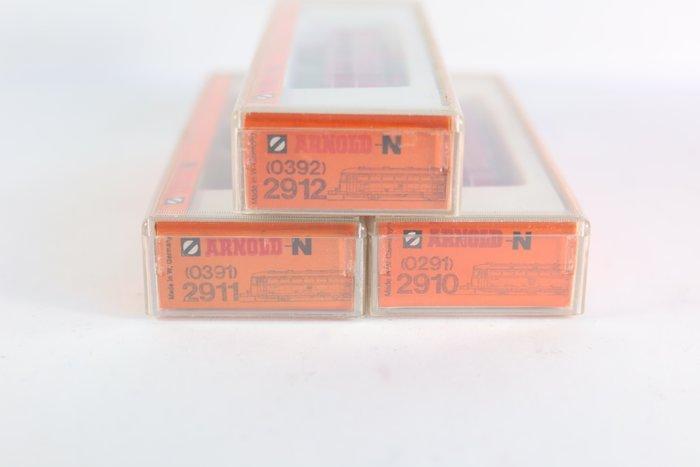 ARNOLD-N
(0392)
2912
Made in W.-Germany
ARNOLD-N
(0391)
2911
Made in W. Germany
ARNOLD-N
(0291)
2910